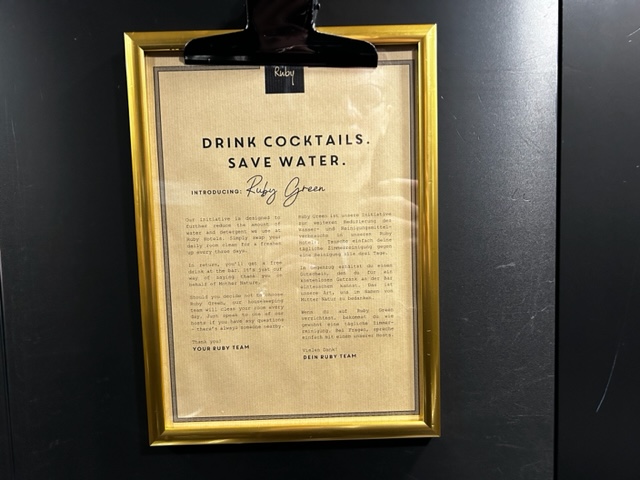 Ruby
DRINK COCKTAILS.
SAVE WATER.
INTRODUCING: Ruby Green
Our initiative is designed to
further reduce the amount of
water and detergent we use at
Ruby Hotels. Simply swap your
daily room clean for a freshen
up every three days.
In return, you'll get a free
drink at the bar. It's just our
way of saying thank you on
behalf of Mother Nature.
Should you decide not to choose
Ruby Green, our housekeeping
team will clean your room every
day. Just speak to one of our
hosts if you have any questions
– there's always someone nearby
Thank you!
YOUR RUBY TEAM
Ruby Green ist unsere Initiative
zur weiteren Reduzierung des
Wasser- und Reinigungsmittel-
verbrauchs in unseren Ruby
Hotels. Tausche einfach deine
tägliche Zimmerreinigung gegen
eine Reinigung alle drei Tage.
Im Gegenzug erhältst du einen
Gutschein, den du für ein
kostenloses Getränk an der Bar
einlösen kannst. Das ist
unsere Art, uns im Namen von
Mutter Natur zu bedanken.
Wenn du auf Ruby Green
verzichtest, bekommst du wie
gewohnt eine tägliche Zimmer-
reinigung. Bei Fragen, spreche
einfach mit einem unserer Hosts.
Vielen Dank!
DEIN RUBY TEAM